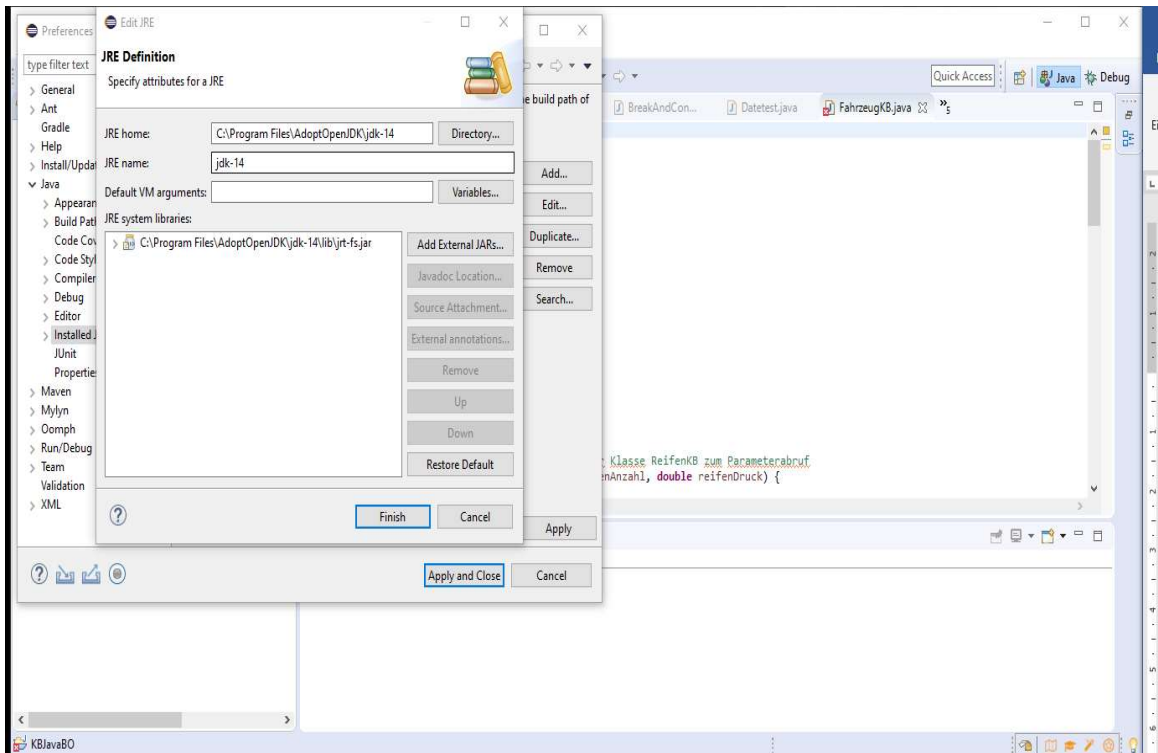 Preferences
type filter text
General
Ant
Gradle
Help
Install/Updat
Java
Appearan
Build Patl
Code Cov
Code Styl
Compiler
Debug
Editor
Installed J
JUnit
Propertie
Maven
Mylyn
Oomph
Run/Debug
Team
Validation
XML
Edit JRE
JRE Definition
Specify attributes for a JRE
JRE home: C:\Program Files\AdoptOpenJDK\jdk-14 Directory...
JRE name: jdk-14
Default VM arguments: Variables...
JRE system libraries:
C:\Program Files\AdoptOpenJDK\jdk-14\lib\jrt-fs.jar
Add External JARs...
Javadoc Location...
Source Attachment...
External annotations...
Remove
Up
Down
Restore Default
Finish Cancel
e build path of
Add...
Edit...
Duplicate...
Remove
Search...
Apply
Apply and Close Cancel
Quick Access Java Debug
BreakAndCon... Datetest.java FahrzeugKB.java 5
Klasse ReifenKB zum Parameterabruf
enAnzahl, double reifenDruck) {
KBJavaBO
Ei